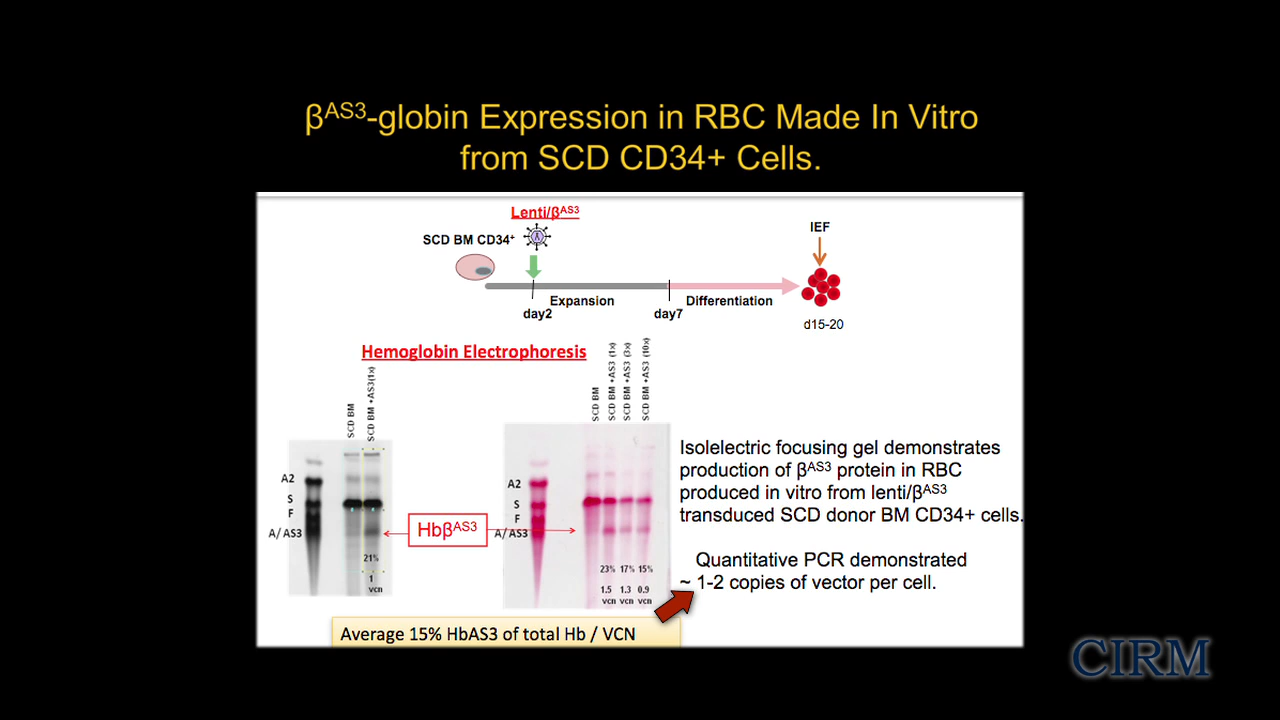 βAS3-globin Expression in RBC Made In Vitro
from SCD CD34+ Cells.
Lenti/βAS3
SCD BM CD34+
IEF
Expansion
Differentiation
day2
day7
d15-20
Hemoglobin Electrophoresis
SCD BM
SCD BM +AS3(1x)
SCD BM
SCD BM +AS3 (1x)
SCD BM +AS3 (3x)
SCD BM +AS3 (10x)
A2
S
F
A/AS3
21%
1
vcn
HbβAS3
A2
S
F
A/AS3
23% 17% 15%
1.5 1.3 0.9
vcn vcn vcn
Isolelectric focusing gel demonstrates
production of βAS3 protein in RBC
produced in vitro from lenti/βAS3
transduced SCD donor BM CD34+ cells.
Quantitative PCR demonstrated
~ 1-2 copies of vector per cell.
Average 15% HbAS3 of total Hb / VCN
CIRM